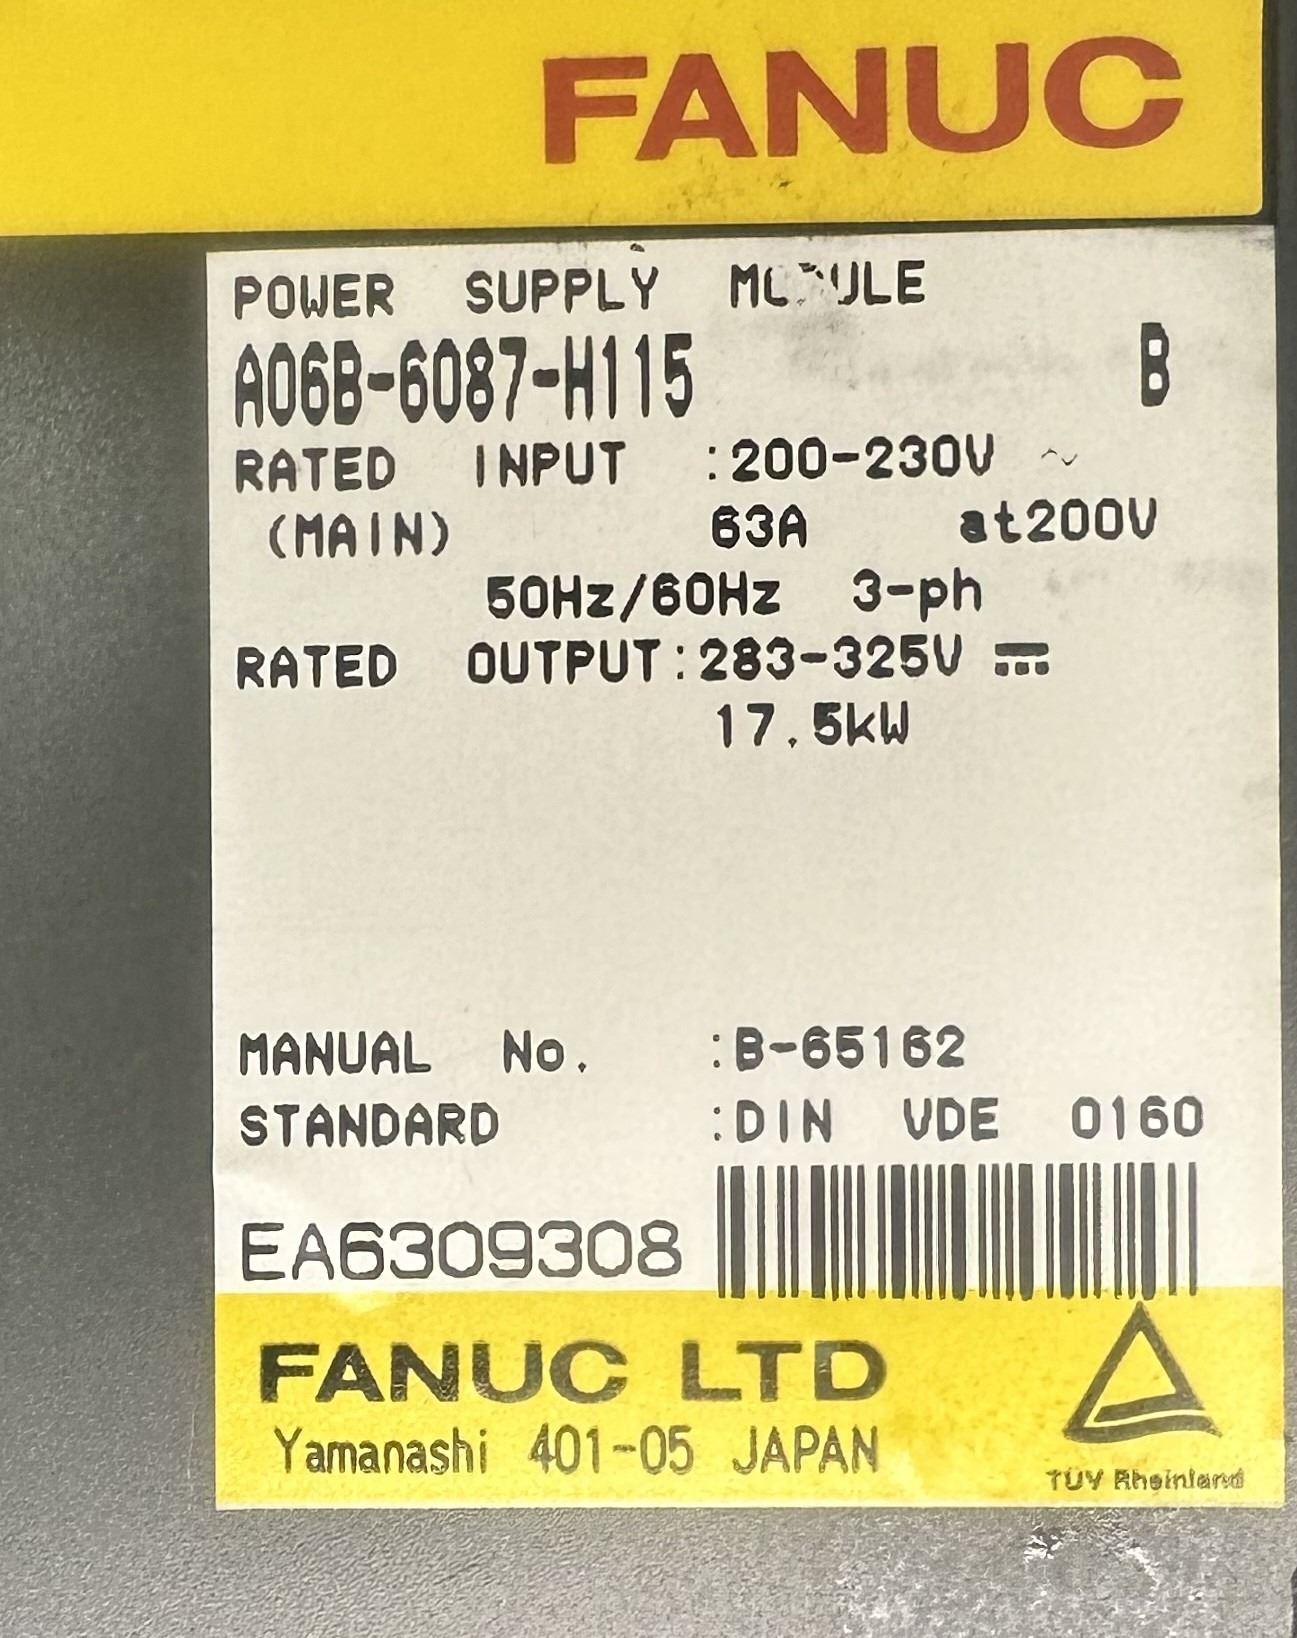 FANUC
POWER SUPPLY MODULE
A06B-6087-H115 B
RATED INPUT :200-230V ~
(MAIN) 63A at200V
50Hz/60Hz 3-ph
RATED OUTPUT:283-325V ⎓
17.5kW
MANUAL No. :B-65162
STANDARD :DIN VDE 0160
EA6309308
FANUC LTD
Yamanashi 401-05 JAPAN
TÜV Rheinland